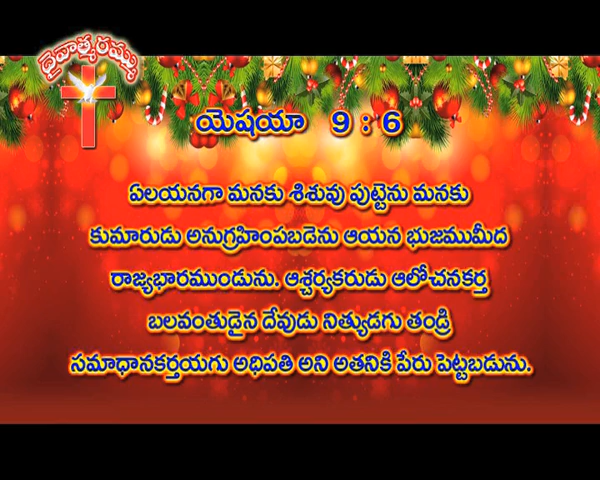 దైవాత్మరమ్ము
యెషయా 9 : 6
ఏలయనగా మనకు శిశువు పుట్టెను మనకు
కుమారుడు అనుగ్రహింపబడెను ఆయన భుజముమీద
రాజ్యభారముండును. ఆశ్చర్యకరుడు ఆలోచనకర్త
బలవంతుడైన దేవుడు నిత్యుడగు తండ్రి
సమాధానకర్తయగు అధిపతి అని అతనికి పేరు పెట్టబడును.